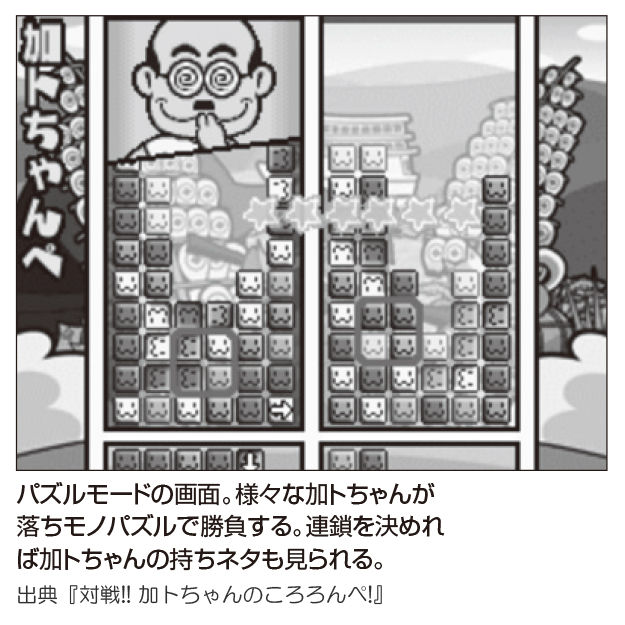 加トちゃんぺ
パズルモードの画面。様々な加トちゃんが
落ちモノパズルで勝負する。連鎖を決めれ
ば加トちゃんの持ちネタも見られる。
出典『対戦!! 加トちゃんのころろんぺ!』